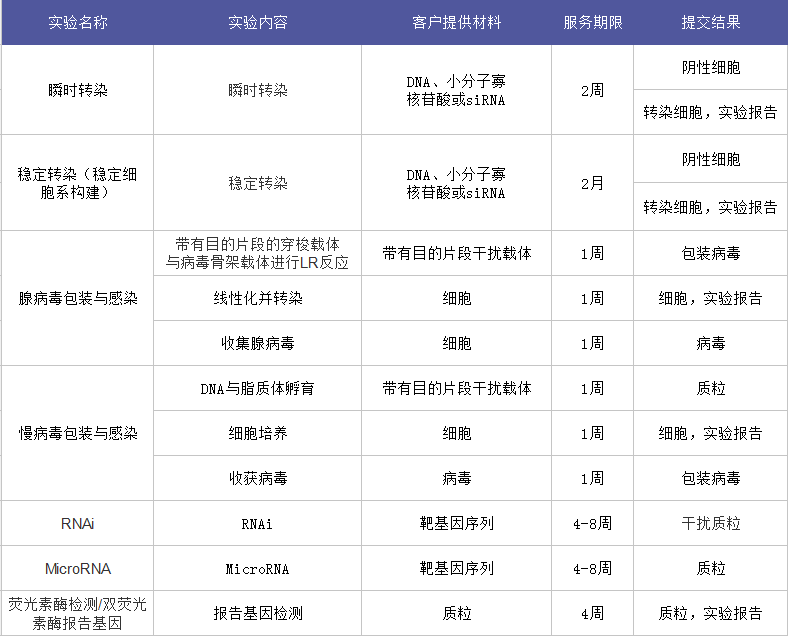 实验名称 实验内容 客户提供材料 服务期限 提交结果
瞬时转染 瞬时转染 DNA、小分子寡
核苷酸或siRNA 2周 阴性细胞
转染细胞，实验报告
稳定转染（稳定细
胞系构建） 稳定转染 DNA、小分子寡
核苷酸或siRNA 2月 阴性细胞
转染细胞，实验报告
腺病毒包装与感染 带有目的片段的穿梭载体
与病毒骨架载体进行LR反应 带有目的片段干扰载体 1周 包装病毒
线性化并转染 细胞 1周 细胞，实验报告
收集腺病毒 细胞 1周 病毒
慢病毒包装与感染 DNA与脂质体孵育 带有目的片段干扰载体 1周 质粒
细胞培养 细胞 1周 细胞，实验报告
收获病毒 病毒 1周 包装病毒
RNAi RNAi 靶基因序列 4-8周 干扰质粒
MicroRNA MicroRNA 靶基因序列 4-8周 质粒
荧光素酶检测/双荧光
素酶报告基因 报告基因检测 质粒 4周 质粒，实验报告